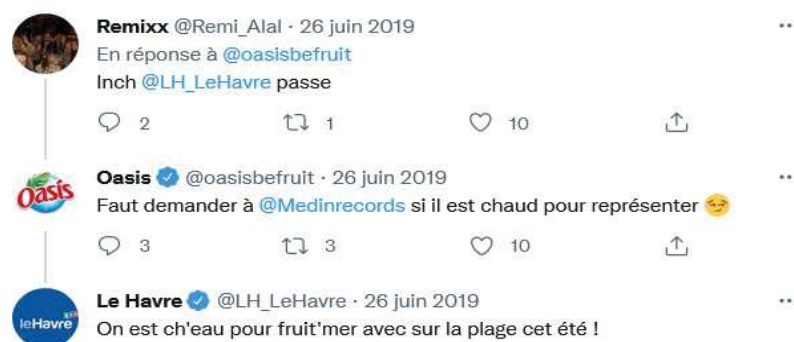 Remixx @Remi_Alal · 26 juin 2019
En réponse à @oasisbefruit
Inch @LH_LeHavre passe
2 1 10
Oasis
Oasis @oasisbefruit · 26 juin 2019
Faut demander à @Medinrecords si il est chaud pour représenter 😏
3 3 10
leHavre
Le Havre @LH_LeHavre · 26 juin 2019
On est ch'eau pour fruit'mer avec sur la plage cet été !